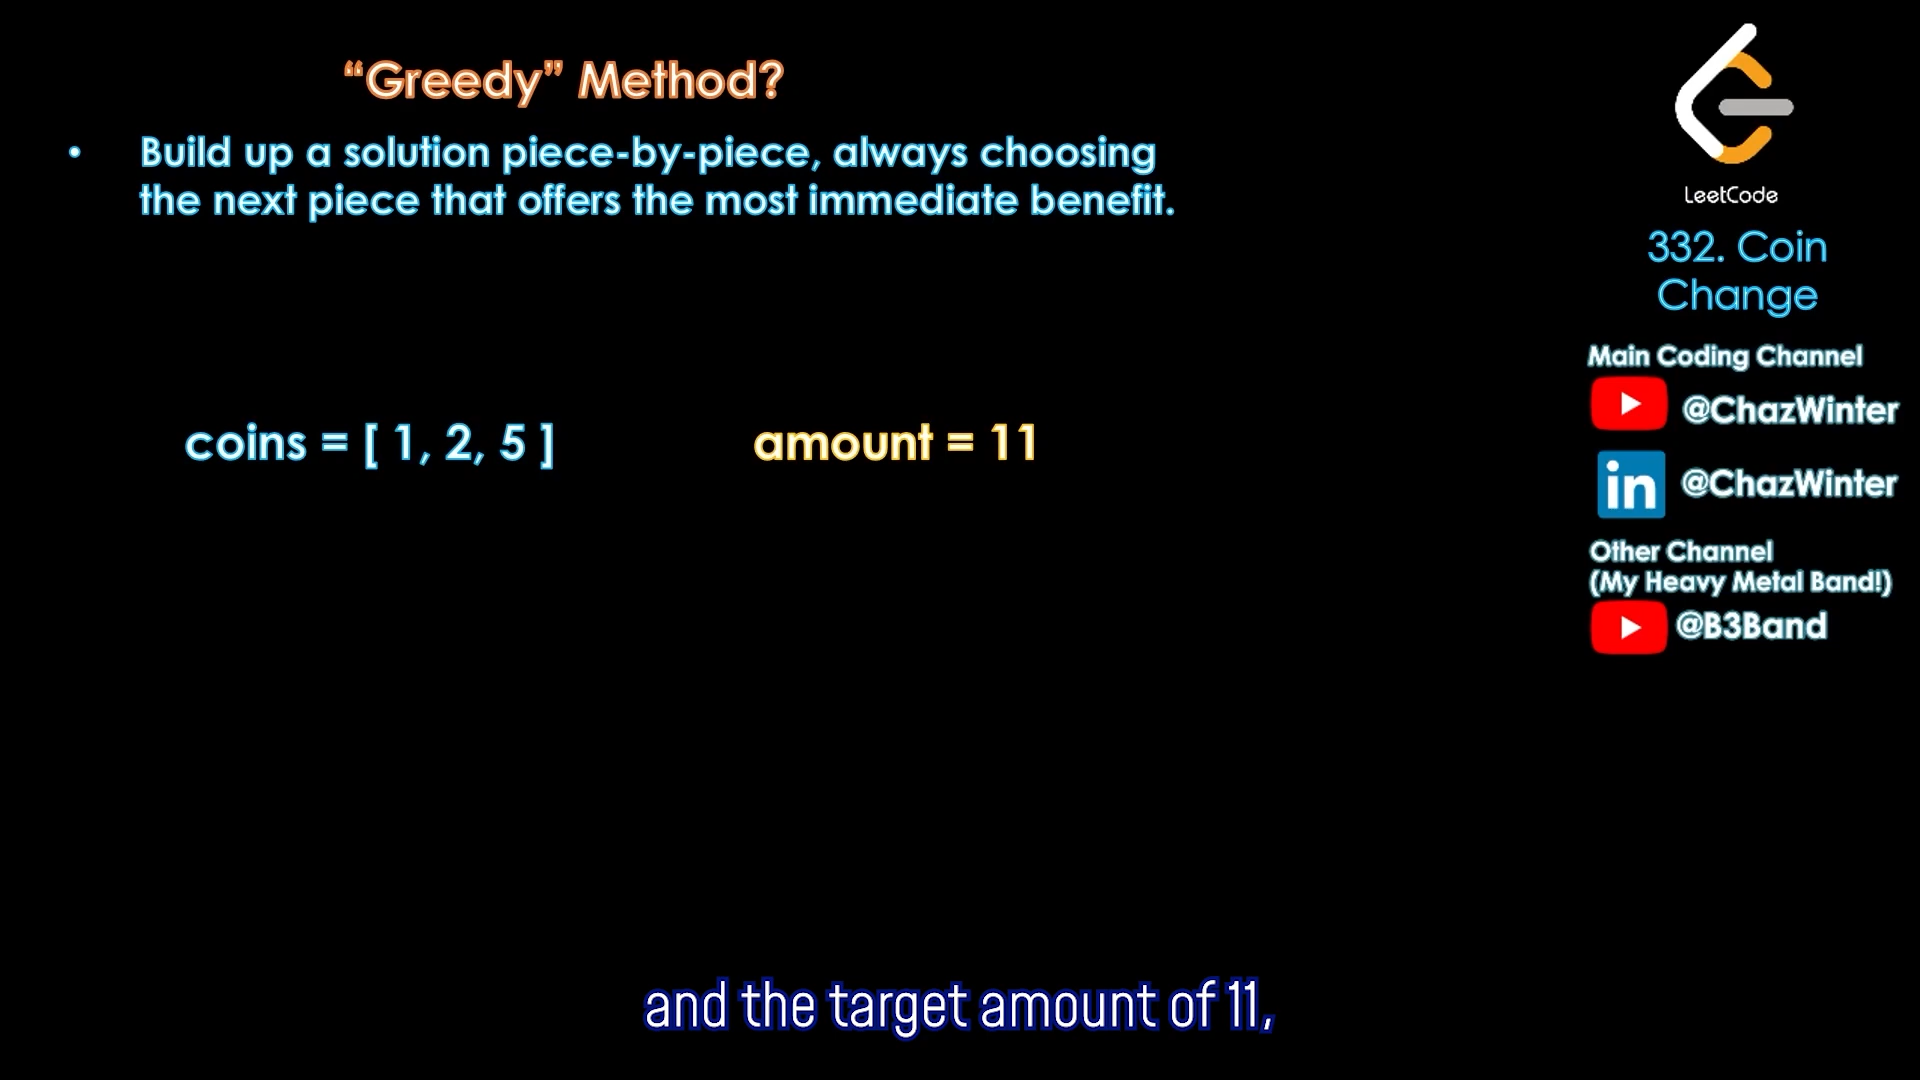 “Greedy” Method?
• Build up a solution piece-by-piece, always choosing
the next piece that offers the most immediate benefit.
coins = [ 1, 2, 5 ]
amount = 11
and the target amount of 11,
LeetCode
332. Coin
Change
Main Coding Channel
@ChazWinter
in @ChazWinter
Other Channel
(My Heavy Metal Band!)
@B3Band